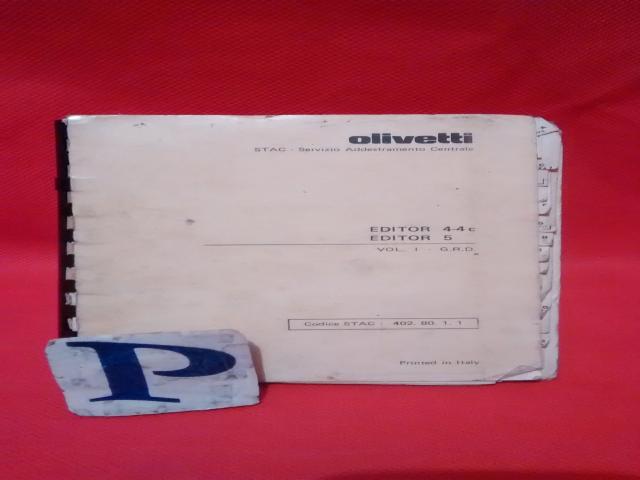 olivetti
STAC - Servizio Addestramento Centrale
EDITOR 4-4c
EDITOR 5
VOL. I - G.R.D.
Codice STAC : 402. 80. 1. 1
Printed in Italy
P